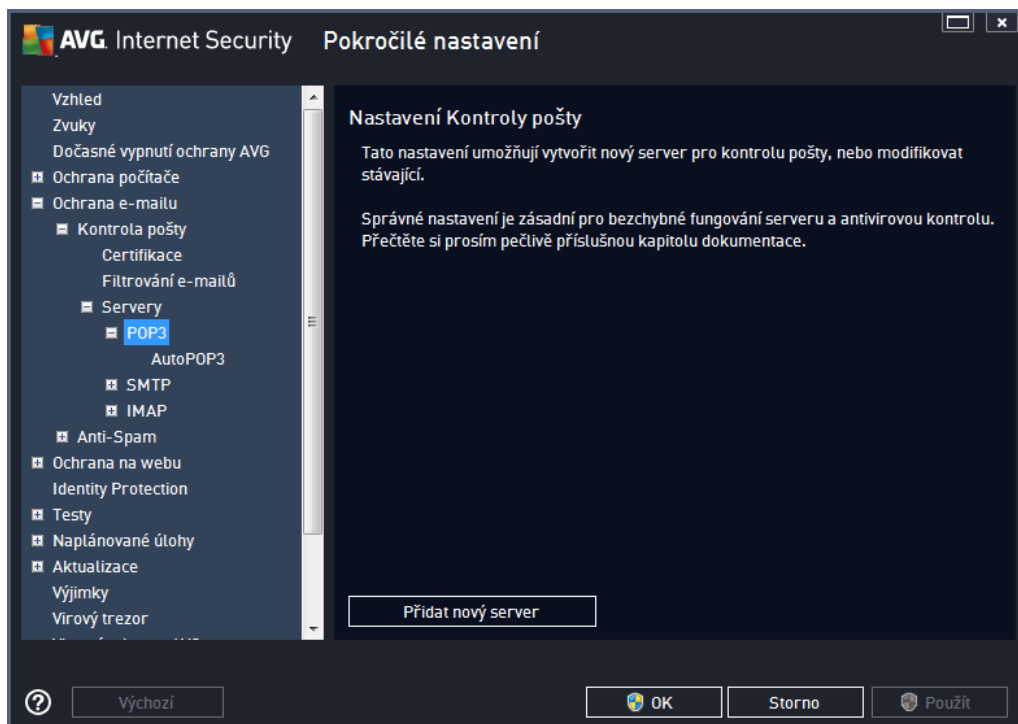 AVG. Internet Security Pokročilé nastavení
Vzhled
Zvuky
Dočasné vypnutí ochrany AVG
Ochrana počítače
Ochrana e-mailu
Kontrola pošty
Certifikace
Filtrování e-mailů
Servery
POP3
AutoPOP3
SMTP
IMAP
Anti-Spam
Ochrana na webu
Identity Protection
Testy
Naplánované úlohy
Aktualizace
Výjimky
Virový trezor
Nastavení Kontroly pošty
Tato nastavení umožňují vytvořit nový server pro kontrolu pošty, nebo modifikovat
stávající.
Správné nastavení je zásadní pro bezchybné fungování serveru a antivirovou kontrolu.
Přečtěte si prosím pečlivě příslušnou kapitolu dokumentace.
Přidat nový server
Výchozí
OK
Storno
Použít